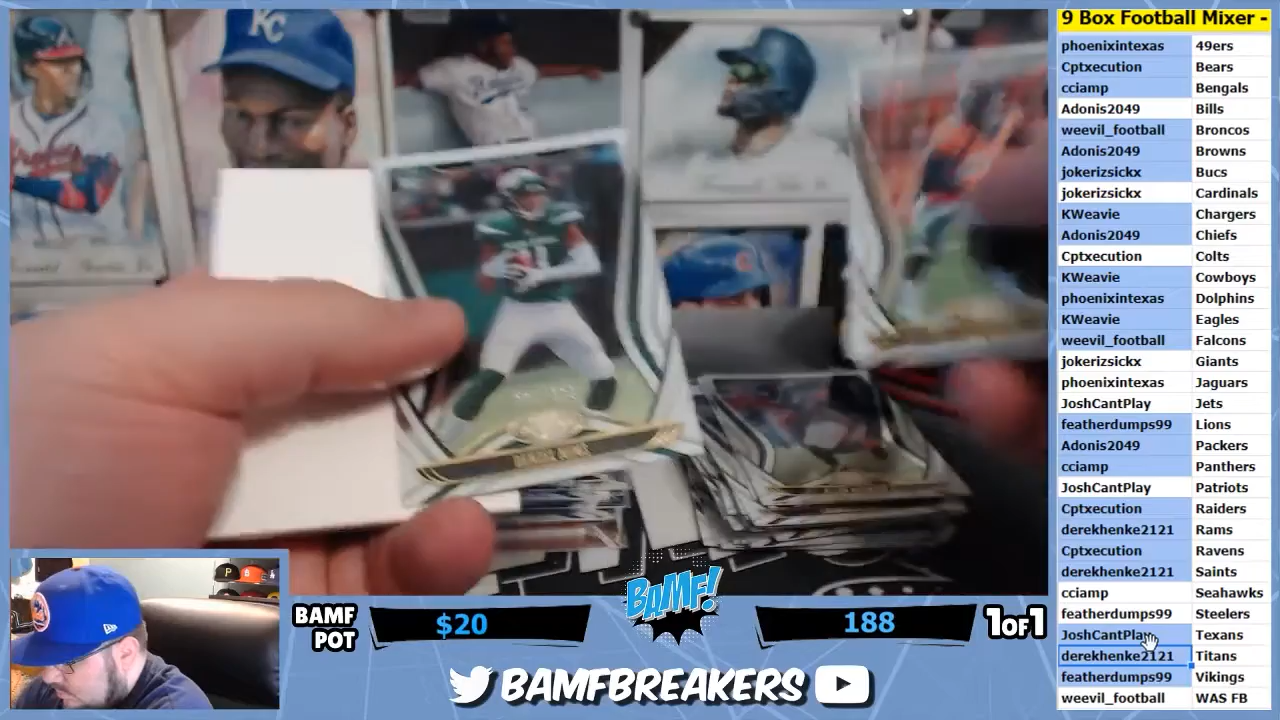 9 Box Football Mixer -
phoenixintexas 49ers
Cptxecution Bears
cciamp Bengals
Adonis2049 Bills
weevil_football Broncos
Adonis2049 Browns
jokerizsickx Bucs
jokerizsickx Cardinals
KWeavie Chargers
Adonis2049 Chiefs
Cptxecution Colts
KWeavie Cowboys
phoenixintexas Dolphins
KWeavie Eagles
weevil_football Falcons
jokerizsickx Giants
phoenixintexas Jaguars
JoshCantPlay Jets
featherdumps99 Lions
Adonis2049 Packers
cciamp Panthers
JoshCantPlay Patriots
Cptxecution Raiders
derekhenke2121 Rams
Cptxecution Ravens
derekhenke2121 Saints
cciamp Seahawks
featherdumps99 Steelers
JoshCantPlay Texans
derekhenke2121 Titans
featherdumps99 Vikings
weevil_football WAS FB
KC
BAMF POT
$20
BAMF!
188
1OF1
BAMFBREAKERS